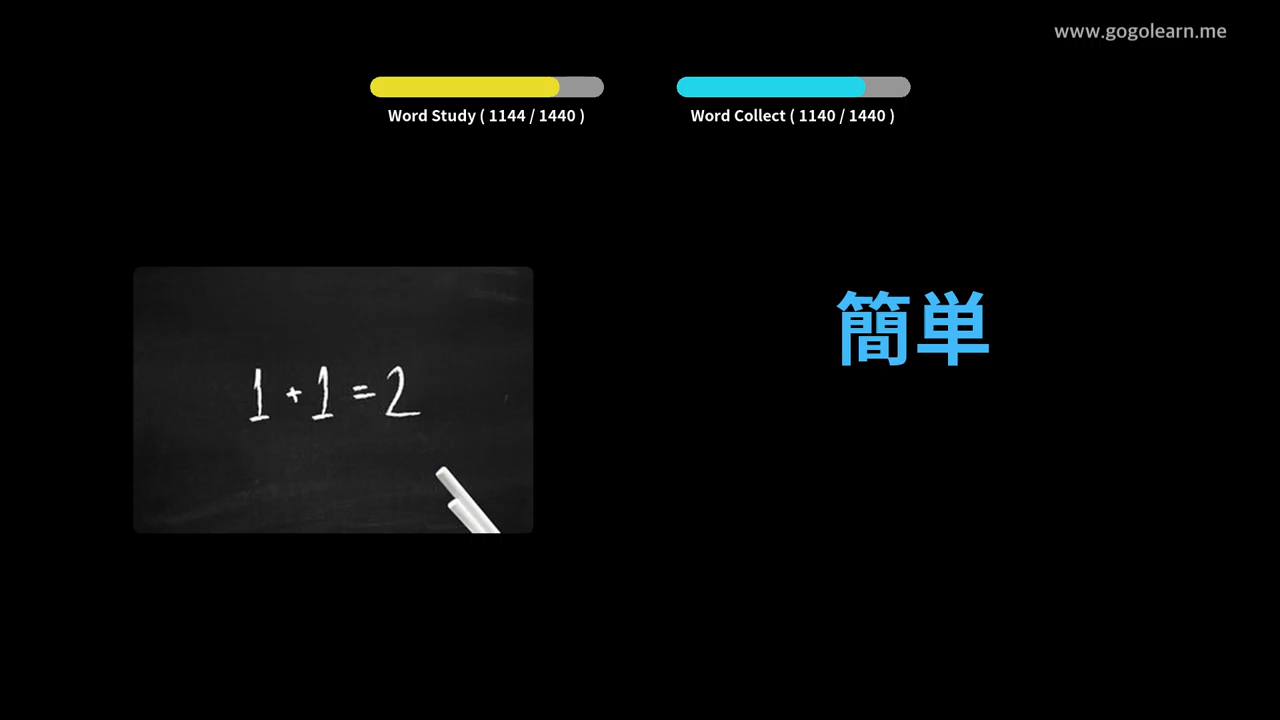 www.gogolearn.me
Word Study ( 1144 / 1440 )
Word Collect ( 1140 / 1440 )
簡単
1 + 1 = 2